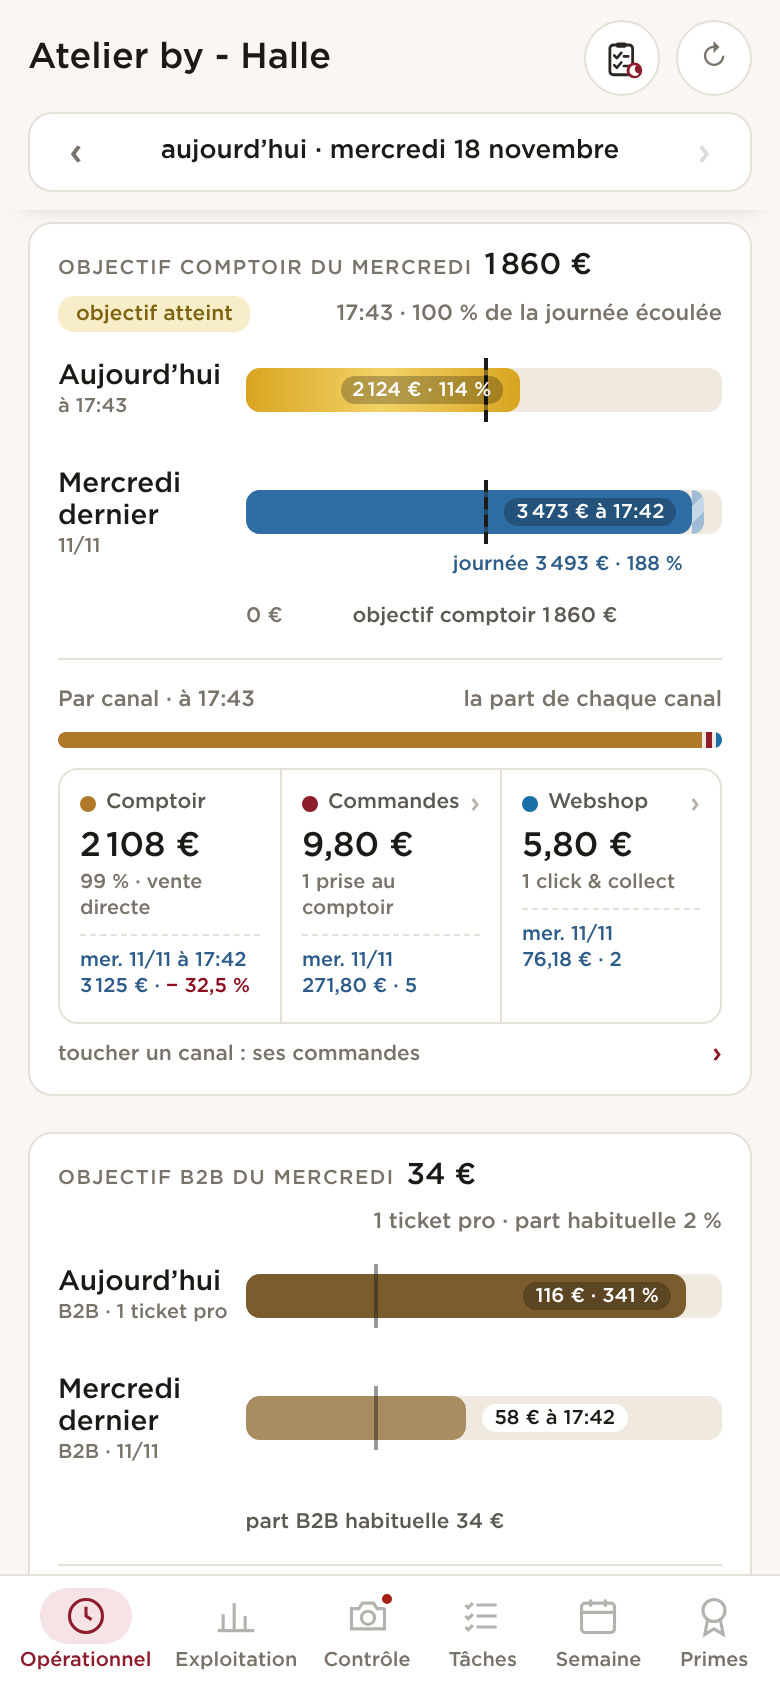 Atelier by - Halle
‹ aujourd’hui · mercredi 18 novembre ›
OBJECTIF COMPTOIR DU MERCREDI 1 860 €
objectif atteint 17:43 · 100 % de la journée écoulée
Aujourd’hui
à 17:43
2 124 € · 114 %
Mercredi
dernier
11/11
3 473 € à 17:42
journée 3 493 € · 188 %
0 € objectif comptoir 1 860 €
Par canal · à 17:43 la part de chaque canal
Comptoir
2 108 €
99 % · vente
directe
mer. 11/11 à 17:42
3 125 € · − 32,5 %
Commandes ›
9,80 €
1 prise au
comptoir
mer. 11/11
271,80 € · 5
Webshop ›
5,80 €
1 click & collect
mer. 11/11
76,18 € · 2
toucher un canal : ses commandes ›
OBJECTIF B2B DU MERCREDI 34 €
1 ticket pro · part habituelle 2 %
Aujourd’hui
B2B · 1 ticket pro
116 € · 341 %
Mercredi
dernier
B2B · 11/11
58 € à 17:42
part B2B habituelle 34 €
Opérationnel Exploitation Contrôle Tâches Semaine Primes